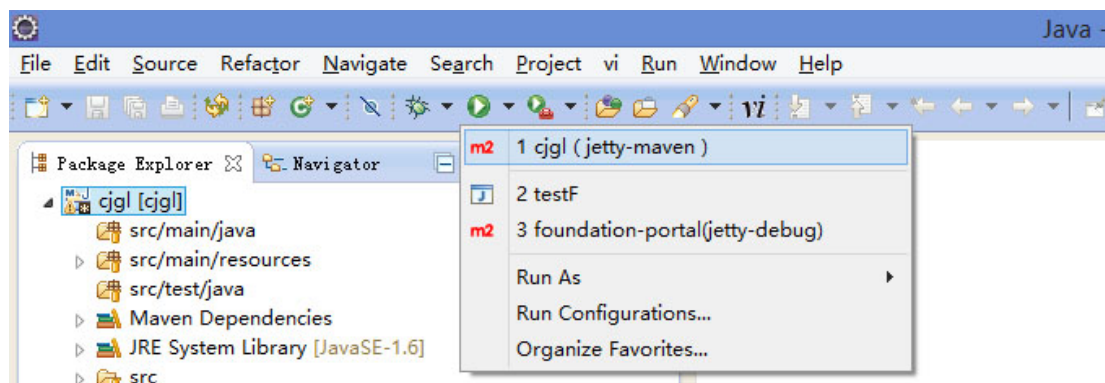 Java -
File Edit Source Refactor Navigate Search Project vi Run Window Help
vi
Package Explorer Navigator
m2 1 cjgl ( jetty-maven )
cjgl [cjgl]
J 2 testF
src/main/java
m2 3 foundation-portal(jetty-debug)
src/main/resources
Run As
src/test/java
Run Configurations...
Maven Dependencies
Organize Favorites...
JRE System Library [JavaSE-1.6]
src